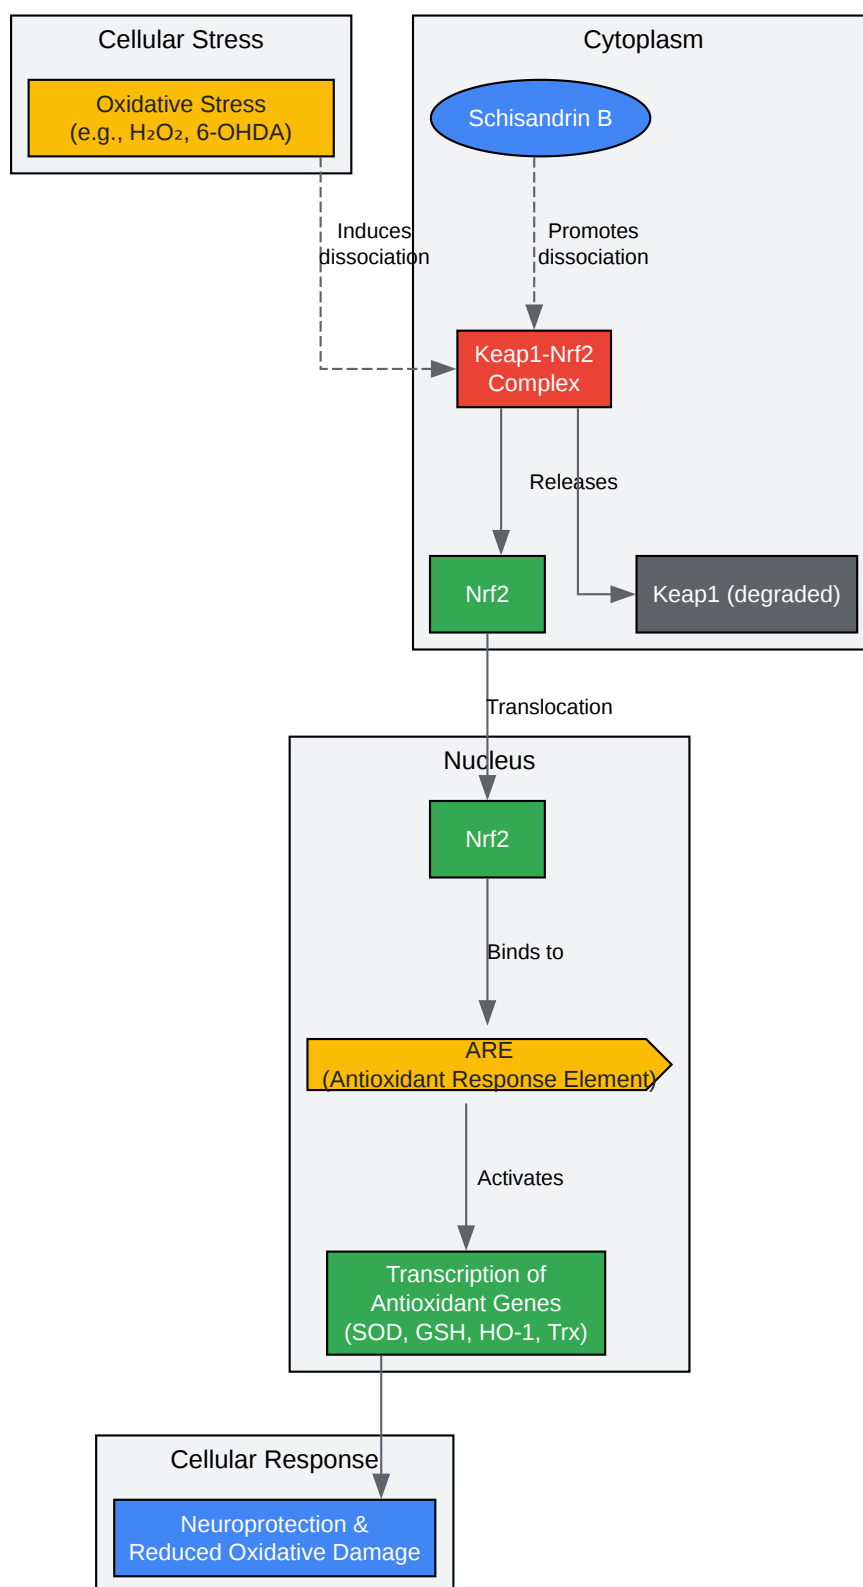 Cellular Stress
Oxidative Stress
(e.g., H₂O₂, 6-OHDA)
Cytoplasm
Schisandrin B
Induces
dissociation
Promotes
dissociation
Keap1-Nrf2
Complex
Releases
Nrf2
Keap1 (degraded)
Translocation
Nucleus
Nrf2
Binds to
ARE
(Antioxidant Response Element)
Activates
Transcription of
Antioxidant Genes
(SOD, GSH, HO-1, Trx)
Cellular Response
Neuroprotection &
Reduced Oxidative Damage